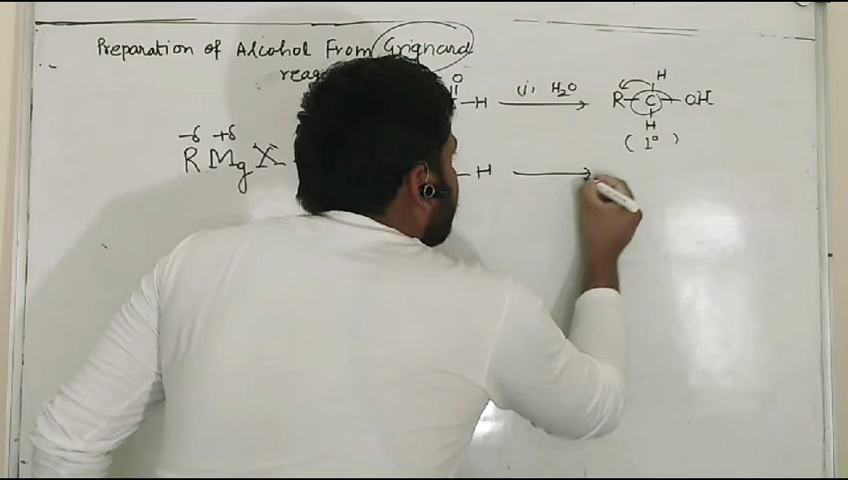 Preparation of Alcohol From Grignard
O
H
– H (i) H2O R – C – OH
H
(1°)
-δ +δ
R Mg X
– H